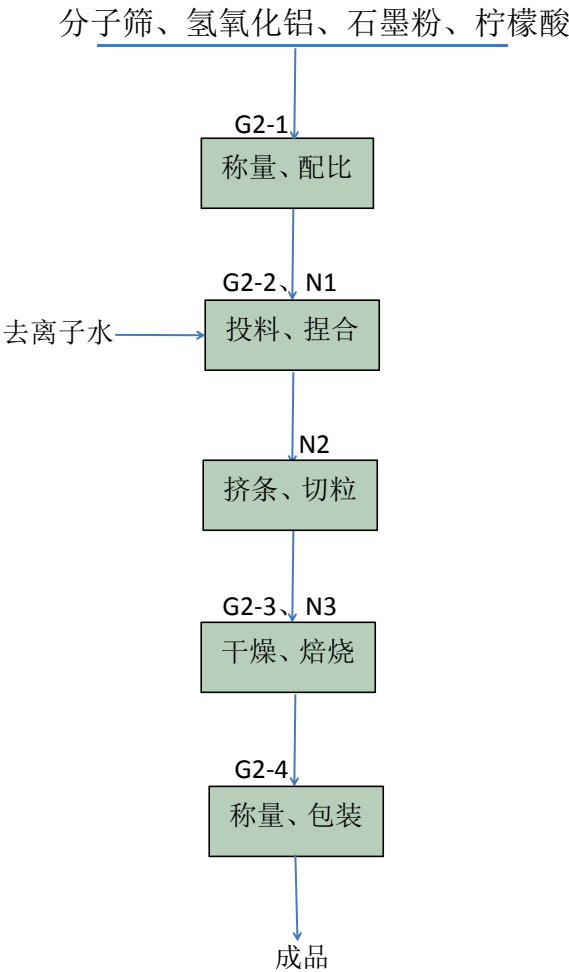 分子筛、氢氧化铝、石墨粉、柠檬酸
G2-1
称量、配比
G2-2、N1
去离子水
投料、捏合
N2
挤条、切粒
G2-3、N3
干燥、焙烧
G2-4
称量、包装
成品